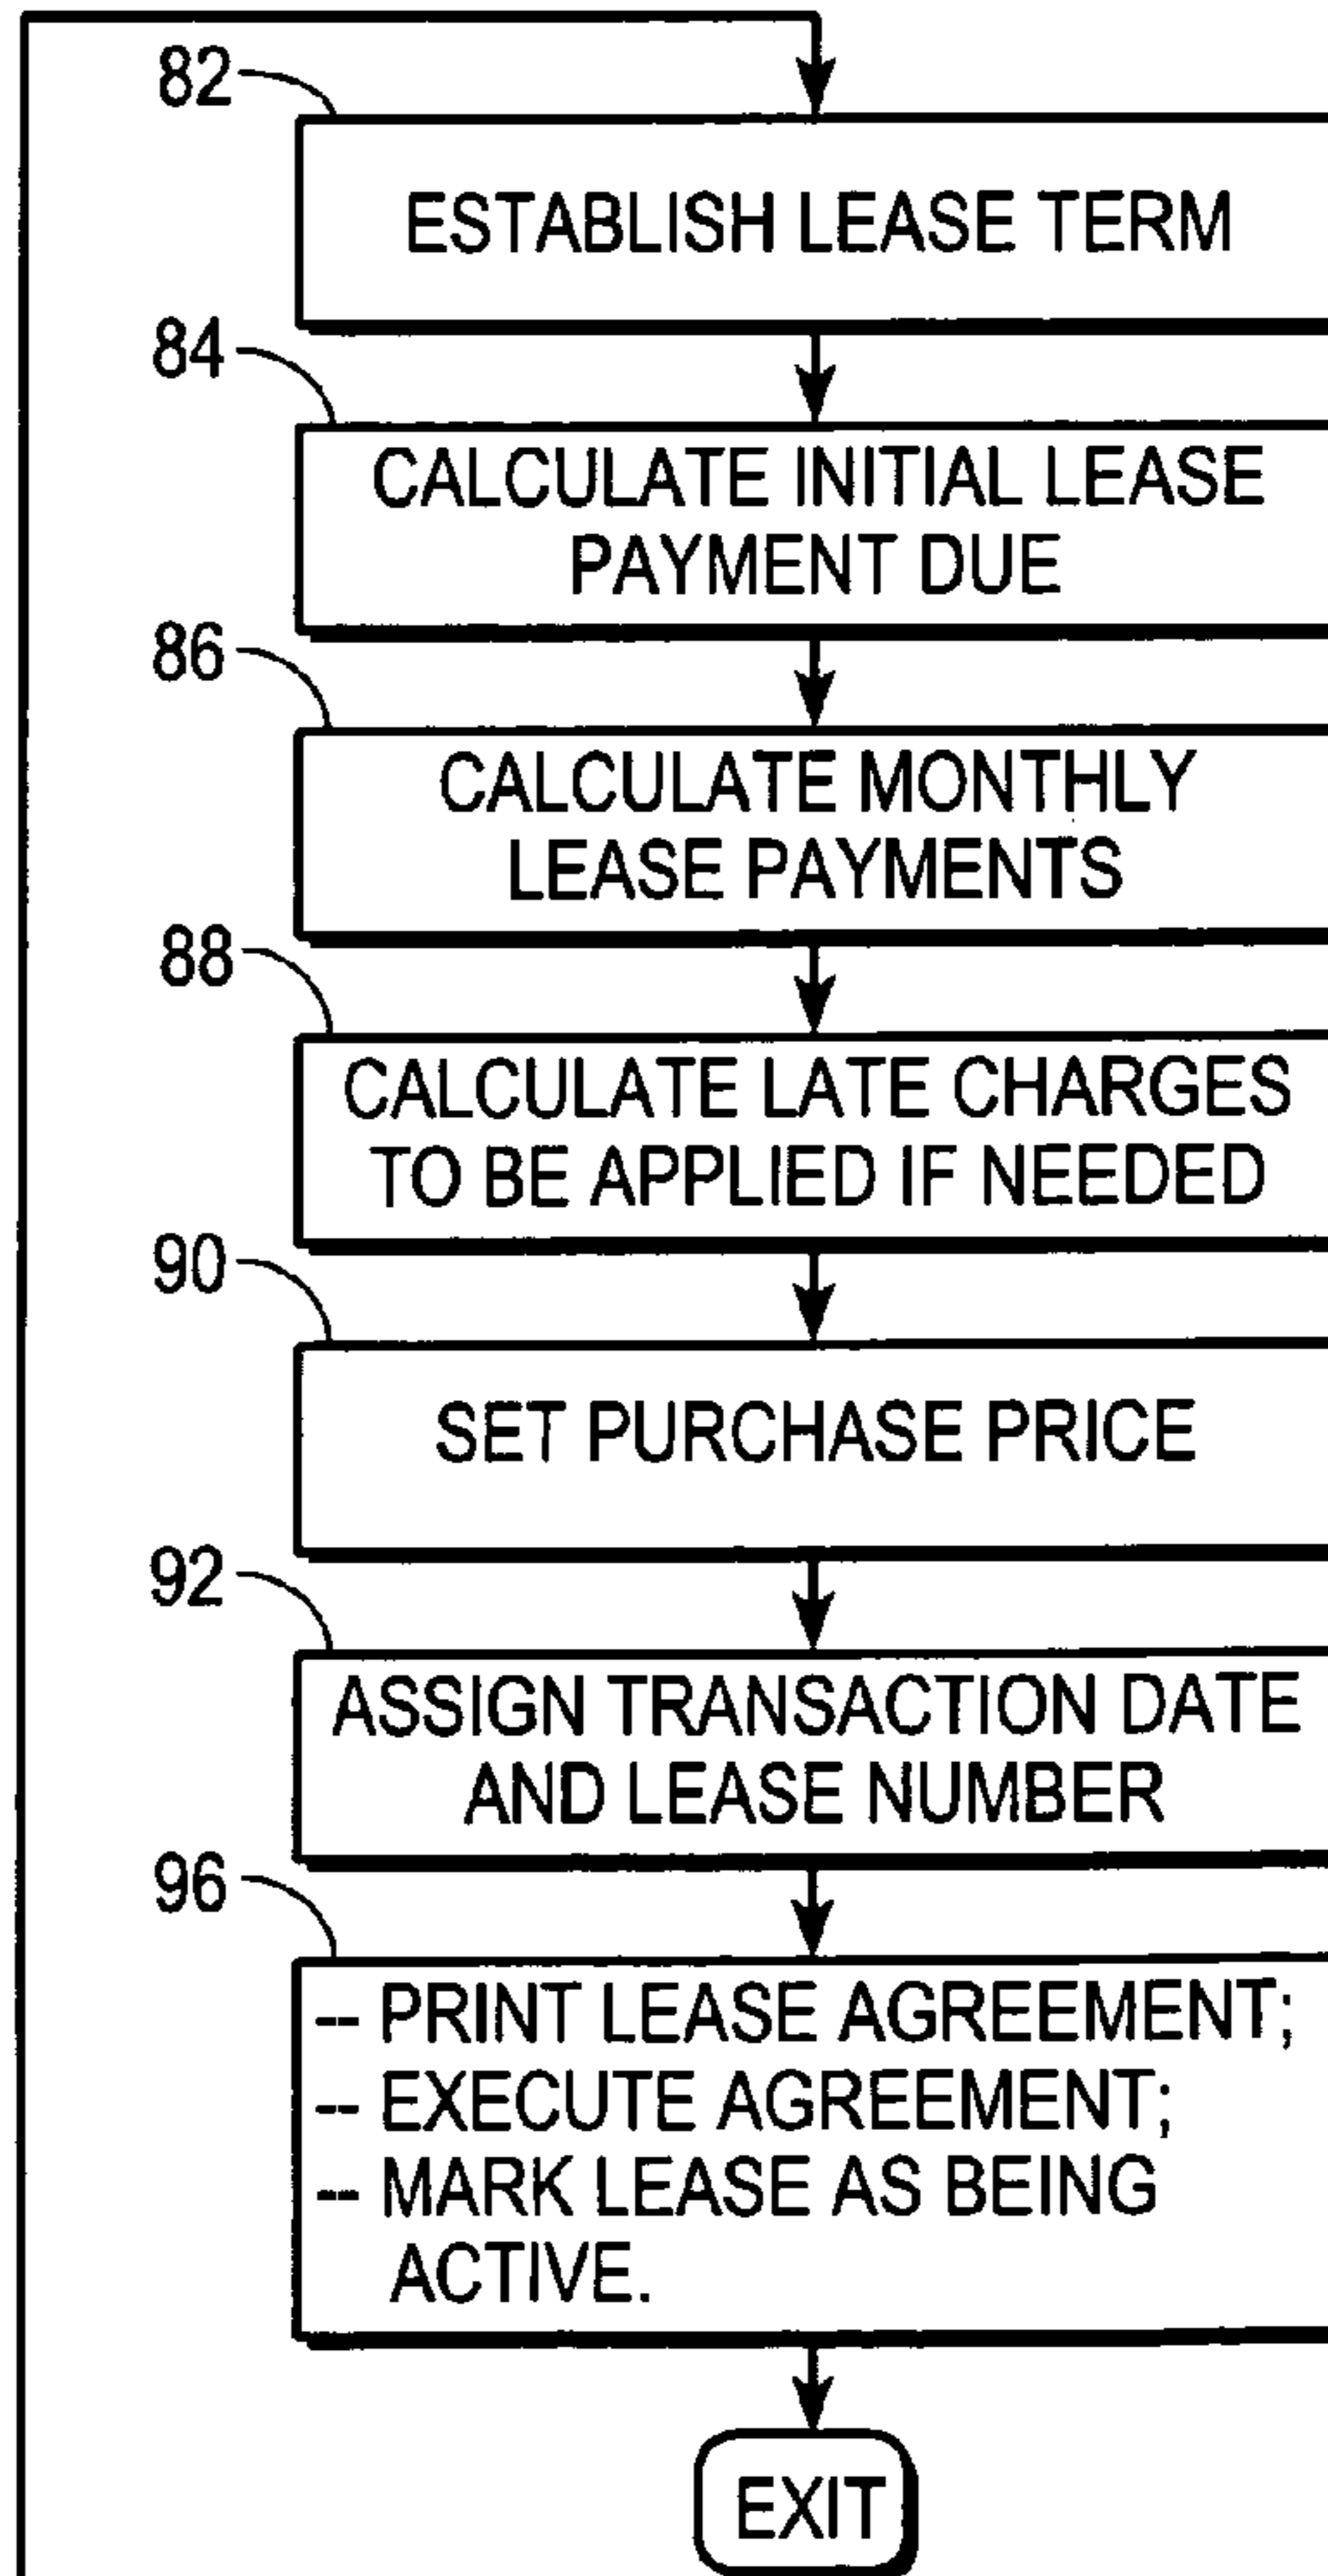 82
ESTABLISH LEASE TERM
84
CALCULATE INITIAL LEASE
PAYMENT DUE
86
CALCULATE MONTHLY
LEASE PAYMENTS
88
CALCULATE LATE CHARGES
TO BE APPLIED IF NEEDED
90
SET PURCHASE PRICE
92
ASSIGN TRANSACTION DATE
AND LEASE NUMBER
96
-- PRINT LEASE AGREEMENT;
-- EXECUTE AGREEMENT;
-- MARK LEASE AS BEING
ACTIVE.
EXIT